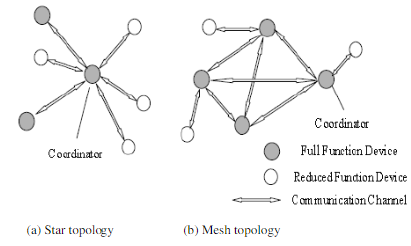 (a)
(b)
Coordinator
Coordinator
Full Function Device
Reduced Function Device
Communication Channel
(a) Star topology
(b) Mesh topology